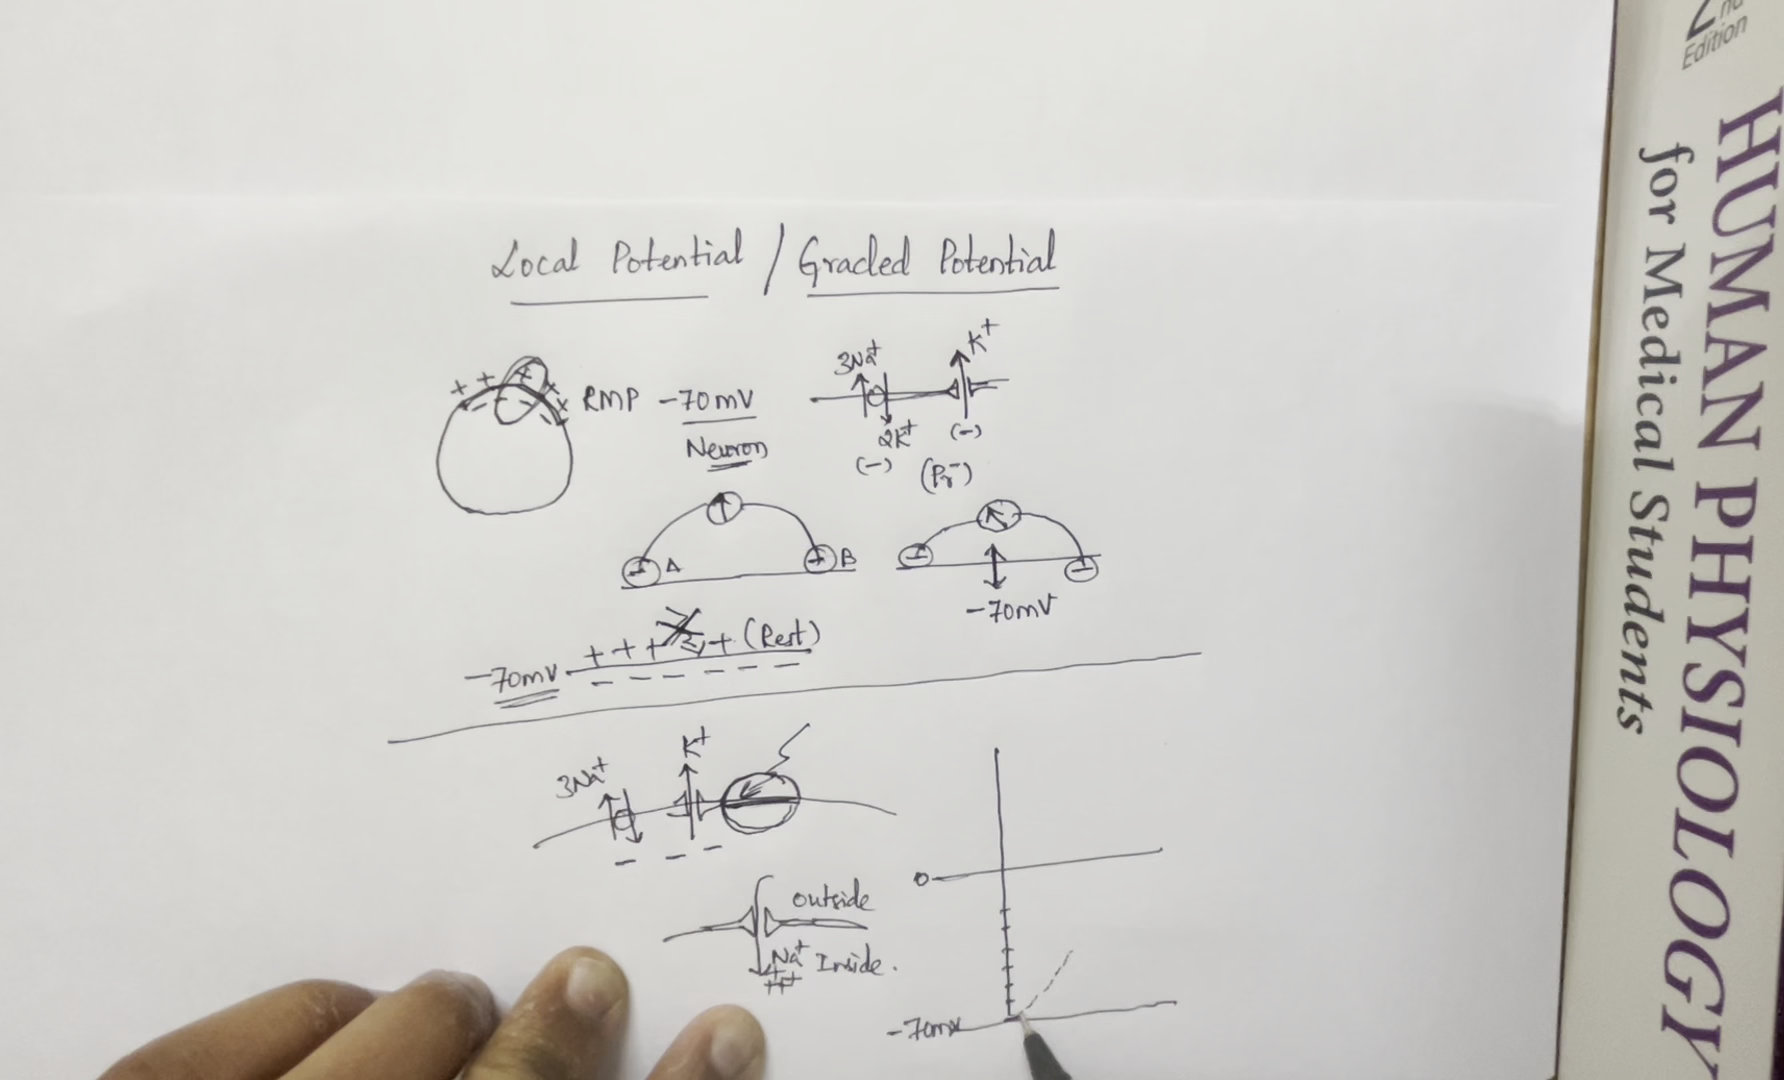 Local Potential / Graded Potential
+ + + × ×
RMP -70mV
Neuron
3Na+
K+
2K+
(-)
(-)
(Pr-)
A
B
-70mV
+ + + + (Rest)
-70mV
3Na+
K+
outside
Na+ Inside.
0
-70mV
2nd
Edition
HUMAN PHYSIOLOGY
for Medical Students